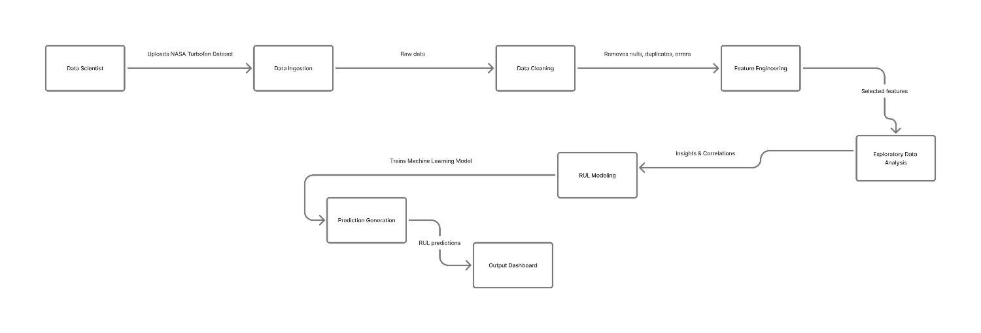 Uploads NASA Turbofan Dataset
Raw data
Removes nulls, duplicates, errors
Data Scientist
Data Ingestion
Data Cleaning
Feature Engineering
Selected features
Exploratory Data
Analysis
Insights & Correlations
Trains Machine Learning Model
RUL Modeling
Prediction Generation
RUL predictions
Output Dashboard